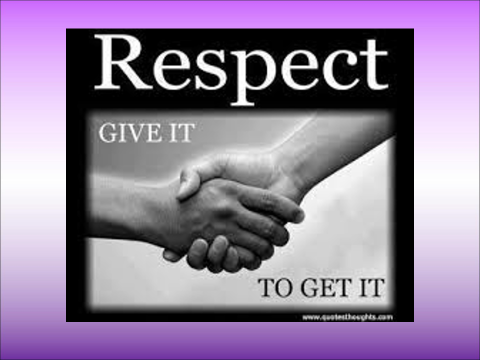 Respect
GIVE IT
TO GET IT
www.quotesthoughts.com